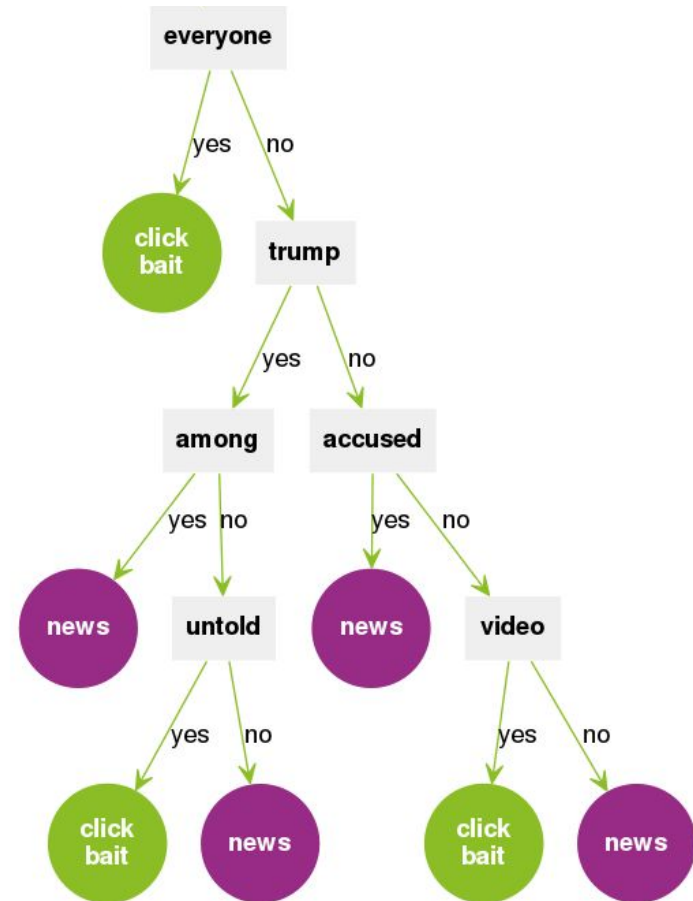 everyone
yes
no
click
bait
trump
yes
no
among
accused
yes
no
yes
no
news
untold
news
video
yes
no
yes
no
click
bait
news
click
bait
news